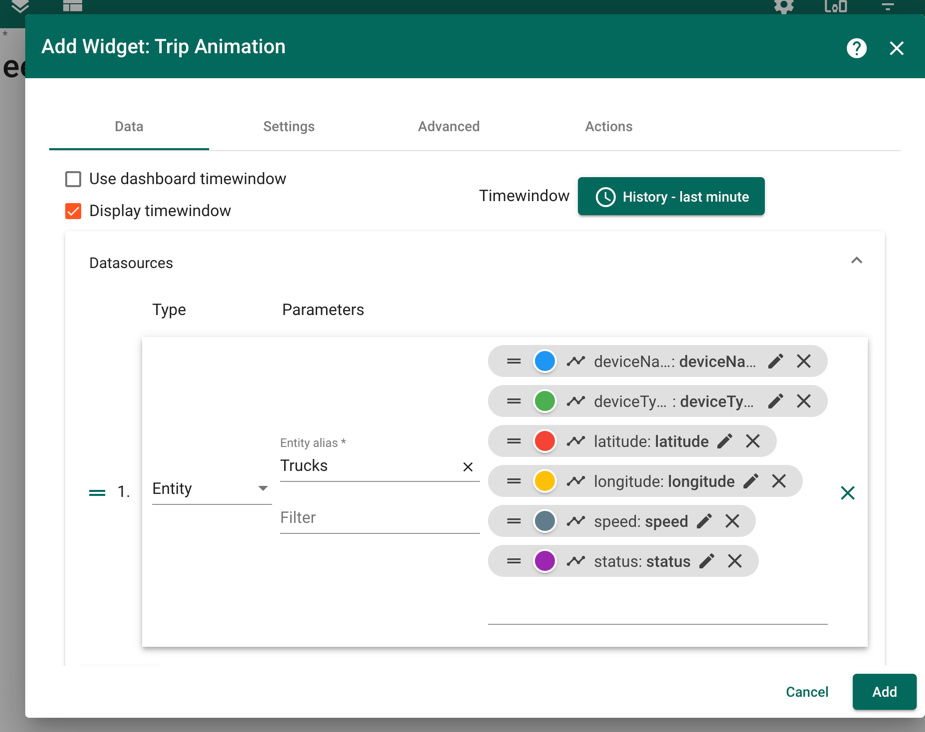 *
Add Widget: Trip Animation
?
Data Settings Advanced Actions
Use dashboard timewindow
Display timewindow
Timewindow History - last minute
Datasources
Type Parameters
1. Entity
Entity alias *
Trucks
Filter
deviceNa...: deviceNa...
deviceTy... : deviceTy...
latitude: latitude
longitude: longitude
speed: speed
status: status
Cancel Add